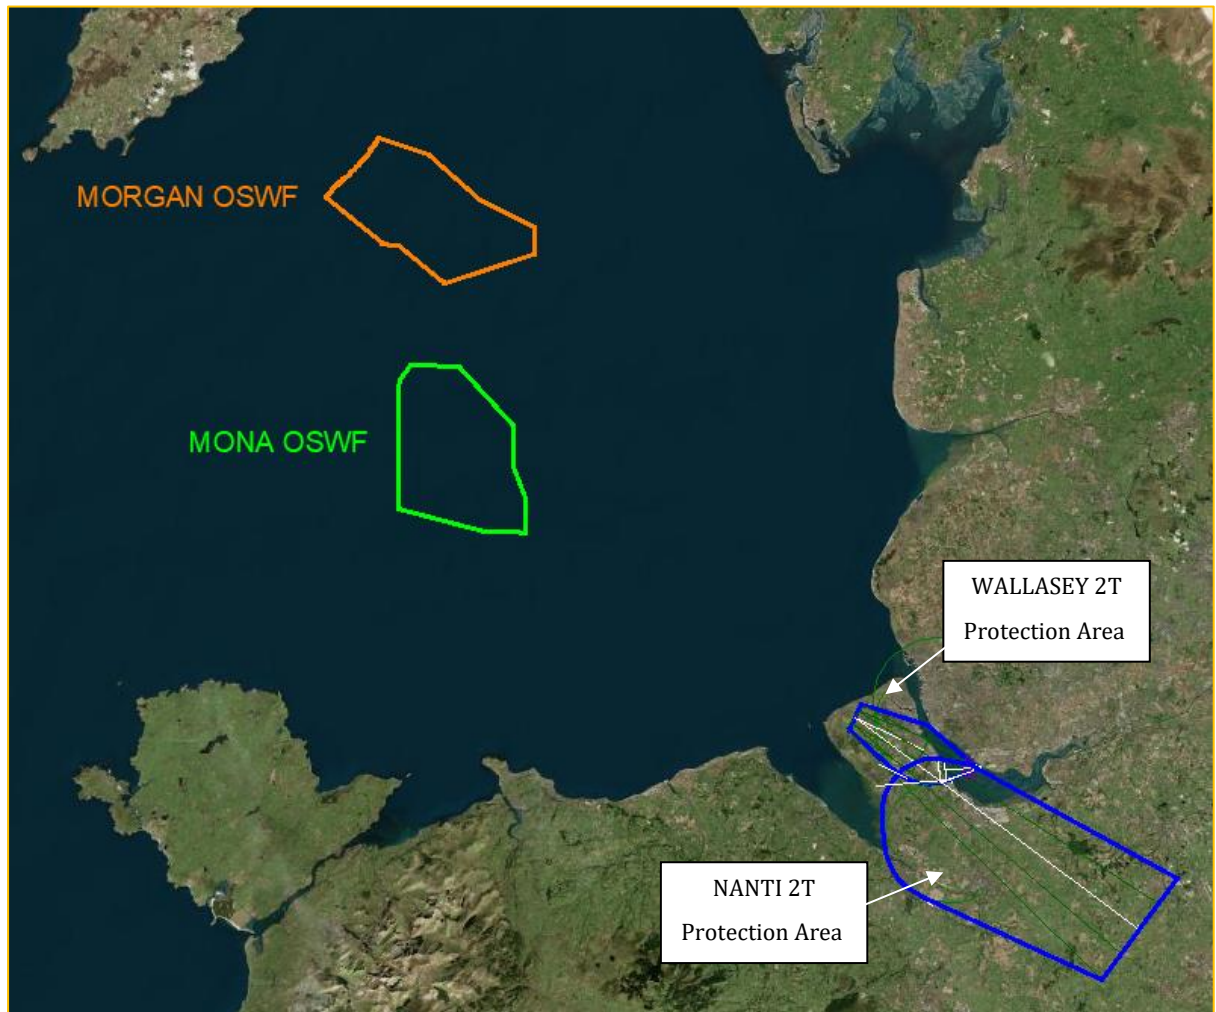 MORGAN OSWF
MONA OSWF
WALLASEY 2T
Protection Area
NANTI 2T
Protection Area